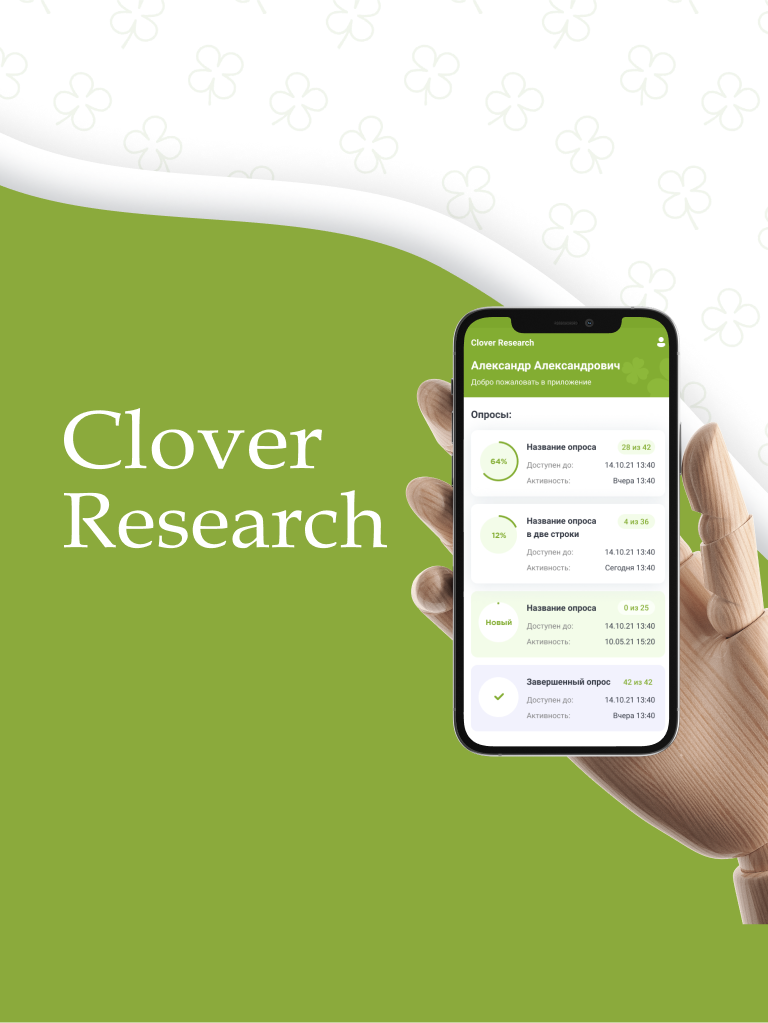 Clover
Research
Clover Research
Александр Александрович
Добро пожаловать в приложение
Опросы:
64%
Название опроса 28 из 42
Доступен до: 14.10.21 13:40
Активность: Вчера 13:40
12%
Название опроса 4 из 36
в две строки
Доступен до: 14.10.21 13:40
Активность: Сегодня 13:40
Новый
Название опроса 0 из 25
Доступен до: 14.10.21 13:40
Активность: 10.05.21 15:20
Завершенный опрос 42 из 42
Доступен до: 14.10.21 13:40
Активность: Вчера 13:40